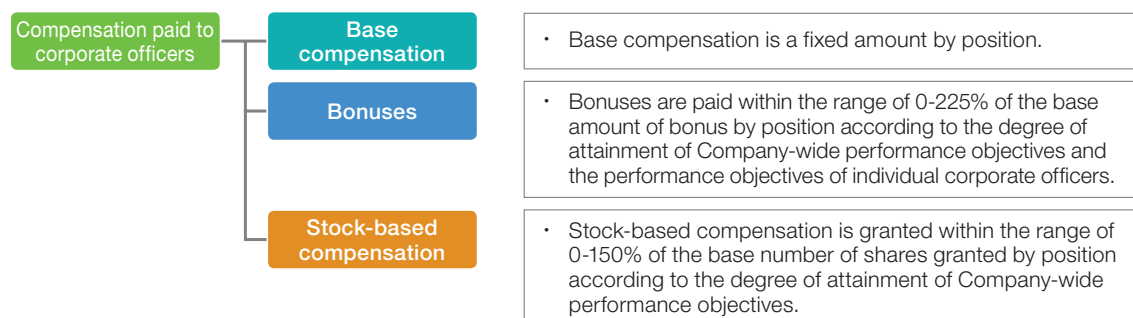 Compensation paid to
corporate officers
Base
compensation
・ Base compensation is a fixed amount by position.
Bonuses
・ Bonuses are paid within the range of 0-225% of the base
amount of bonus by position according to the degree of
attainment of Company-wide performance objectives and
the performance objectives of individual corporate officers.
Stock-based
compensation
・ Stock-based compensation is granted within the range of
0-150% of the base number of shares granted by position
according to the degree of attainment of Company-wide
performance objectives.